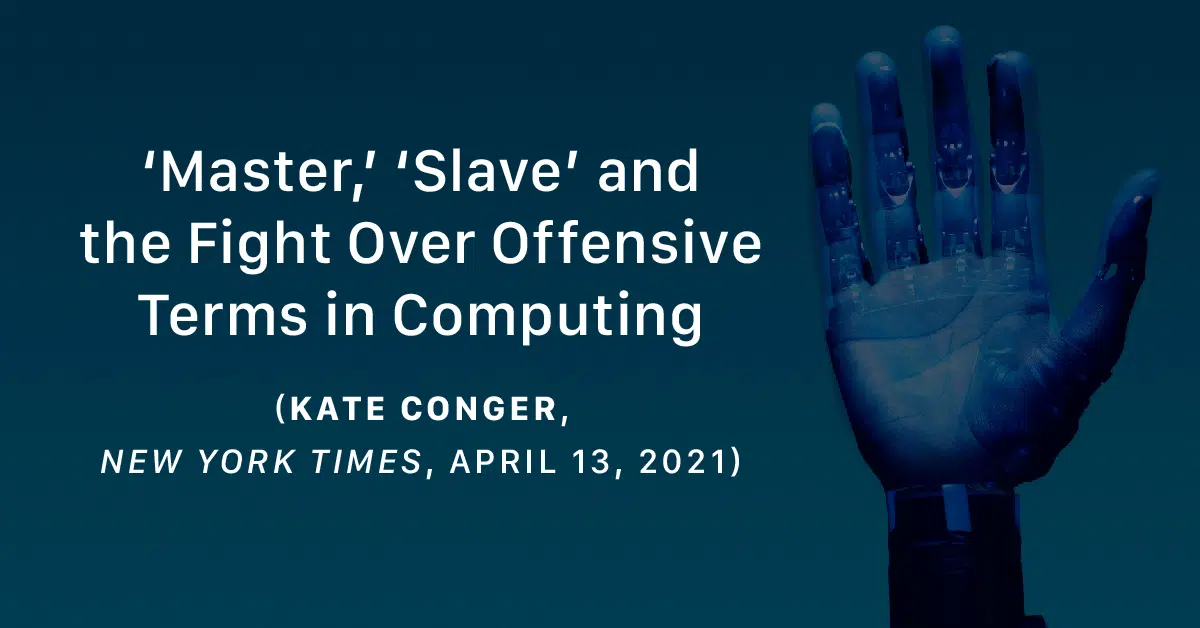 ‘Master,’ ‘Slave’ and
the Fight Over Offensive
Terms in Computing
(KATE CONGER,
NEW YORK TIMES, APRIL 13, 2021)